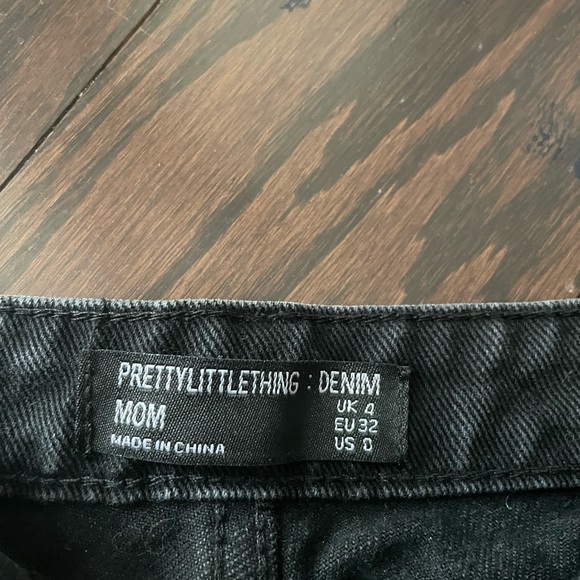 PRETTYLITTLETHING : DENIM
MOM
UK 4
EU 32
US 0
MADE IN CHINA